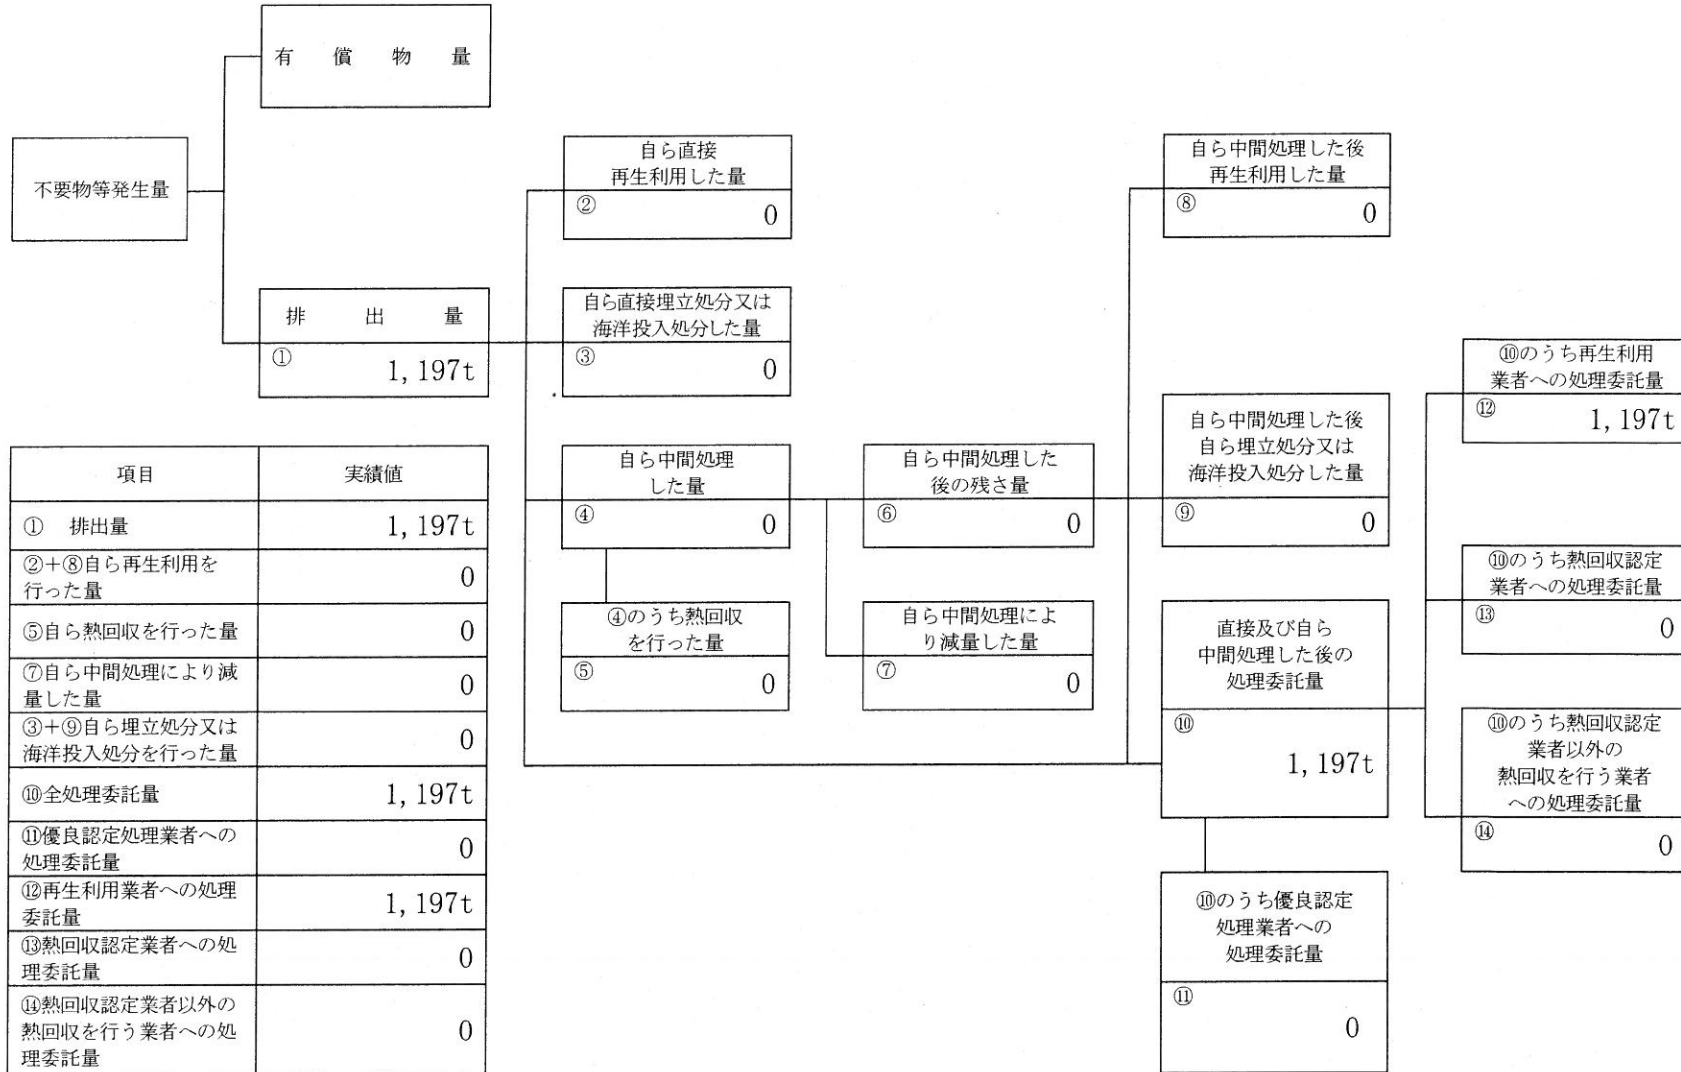 有償物量
不要物等発生量
排出量
① 1,197t
自ら直接
再生利用した量
② 0
自ら直接埋立処分又は
海洋投入処分した量
③ 0
自ら中間処理
した量
④ 0
④のうち熱回収
を行った量
⑤ 0
自ら中間処理した
後の残さ量
⑥ 0
自ら中間処理によ
り減量した量
⑦ 0
自ら中間処理した後
再生利用した量
⑧ 0
自ら中間処理した後
自ら埋立処分又は
海洋投入処分した量
⑨ 0
直接及び自ら
中間処理した後の
処理委託量
⑩
1,197t
⑩のうち優良認定
処理業者への
処理委託量
⑪
0
⑩のうち再生利用
業者への処理委託量
⑫ 1,197t
⑩のうち熱回収認定
業者への処理委託量
⑬ 0
⑩のうち熱回収認定
業者以外の
熱回収を行う業者
への処理委託量
⑭ 0
項目 実績値
① 排出量 1,197t
②+⑧自ら再生利用を
行った量 0
⑤自ら熱回収を行った量 0
⑦自ら中間処理により減
量した量 0
③+⑨自ら埋立処分又は
海洋投入処分を行った量 0
⑩全処理委託量 1,197t
⑪優良認定処理業者への
処理委託量 0
⑫再生利用業者への処理
委託量 1,197t
⑬熱回収認定業者への処
理委託量 0
⑭熱回収認定業者以外の
熱回収を行う業者への処
理委託量 0